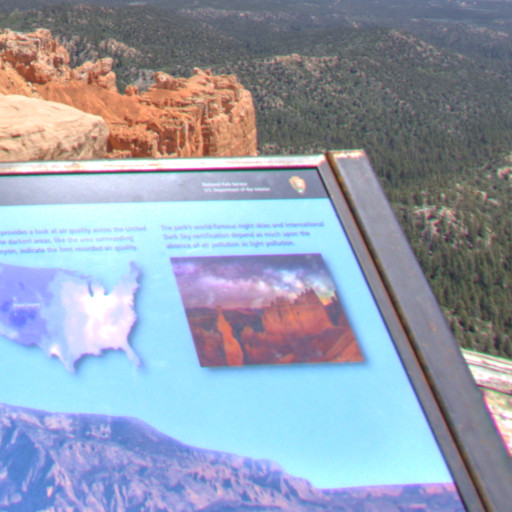 National Park Service
U.S. Department of the Interior
provides a look at air quality across the United
darkest areas, like the area surrounding
indicate the best recorded air quality.
The park's world-famous night skies and International
Dark Sky certification depend as much upon the
absence of air pollution as light pollution.